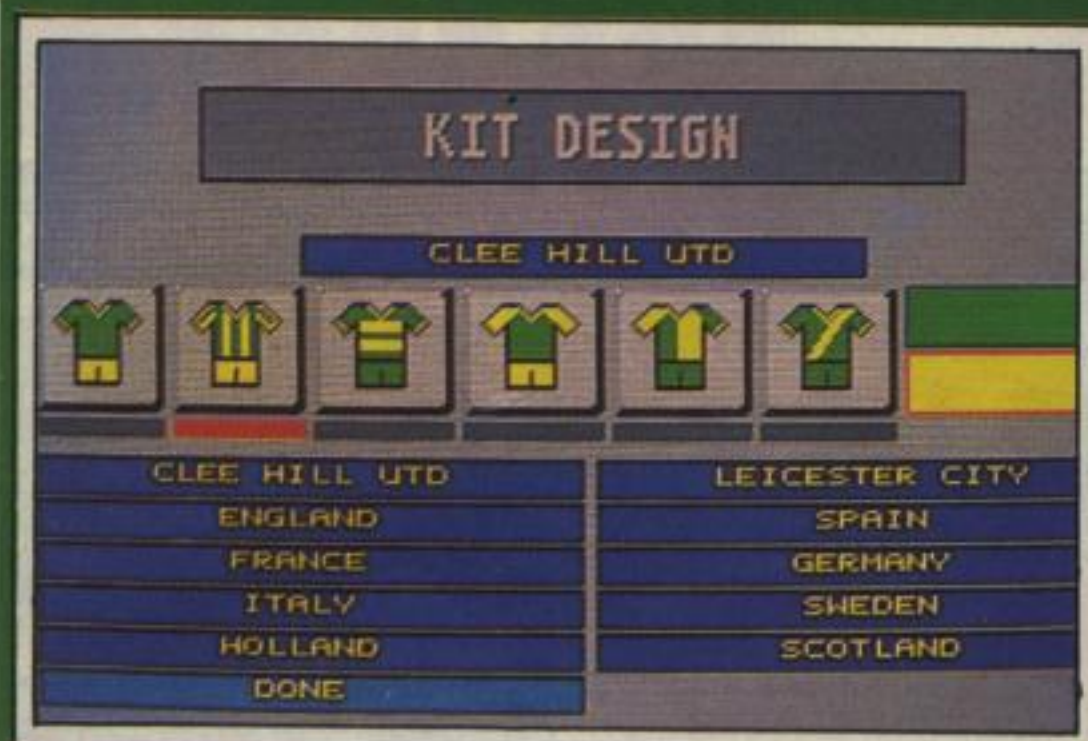 KIT DESIGN
CLEE HILL UTD
CLEE HILL UTD
LEICESTER CITY
ENGLAND
SPAIN
FRANCE
GERMANY
ITALY
SWEDEN
HOLLAND
SCOTLAND
DONE